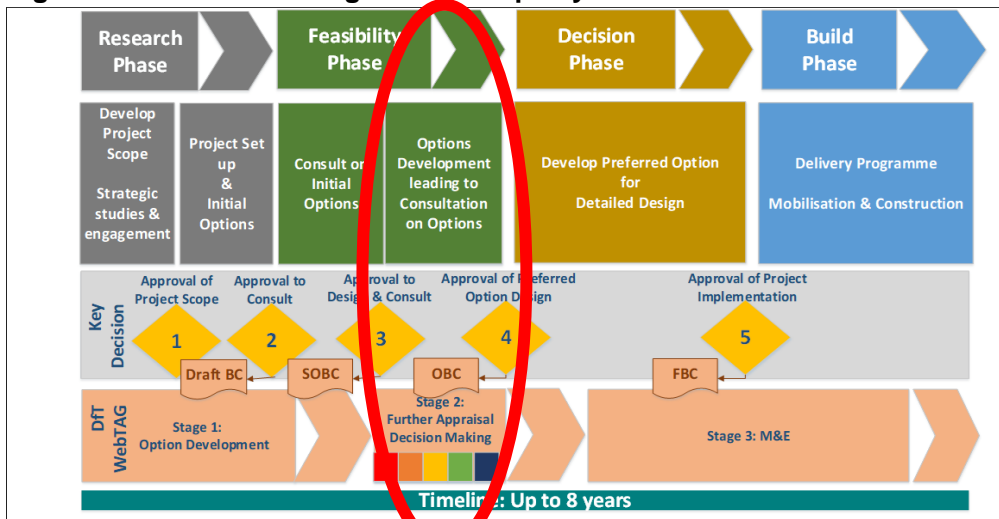 Research
Phase
Feasibility
Phase
Decision
Phase
Build
Phase
Develop
Project
Scope
Strategic
studies &
engagement
Project Set
up
&
Initial
Options
Consult on
Initial
Options
Options
Development
leading to
Consultation
on Options
Develop Preferred Option
for
Detailed Design
Delivery Programme
Mobilisation & Construction
Key
Decision
Approval of
Project Scope
1
Approval to
Consult
2
Approval to
Design & Consult
3
Approval of Preferred
Option Design
4
Approval of Project
Implementation
5
Draft BC
SOBC
OBC
FBC
DfT
WebTAG
Stage 1:
Option Development
Stage 2:
Further Appraisal
Decision Making
Stage 3: M&E
Timeline: Up to 8 years